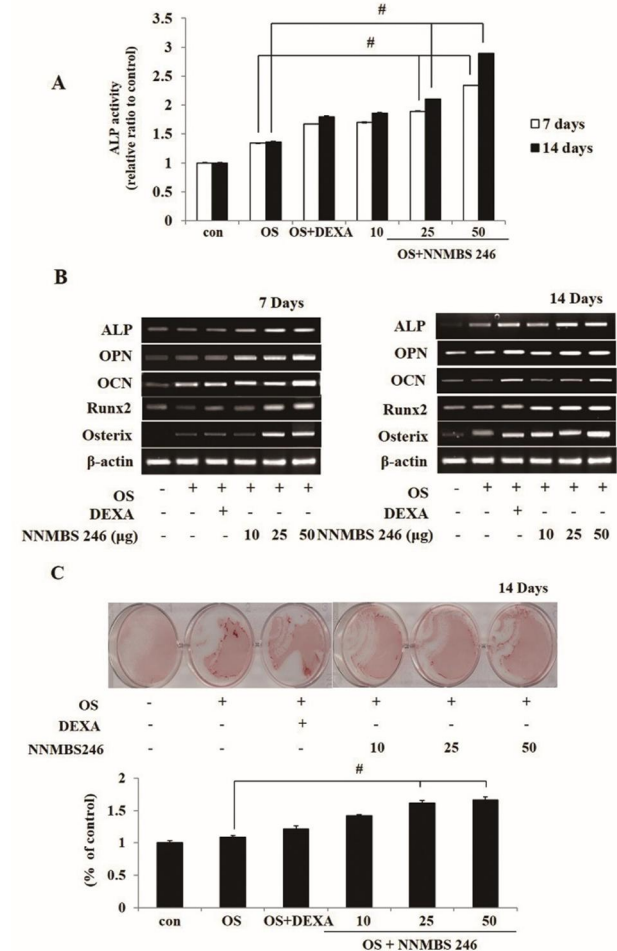 A
ALP activity
(relative ratio to control)
3.5
3
2.5
2
1.5
1
0.5
0
#
#
7 days
14 days
con OS OS+DEXA 10 25 50
OS+NNMBS 246
B
7 Days
ALP
OPN
OCN
Runx2
Osterix
β-actin
OS - + + + + +
DEXA - - + - - -
NNMBS 246 (μg) - - - 10 25 50
14 Days
ALP
OPN
OCN
Runx2
Osterix
β-actin
OS - + + + + +
DEXA - - + - - -
NNMBS 246 (μg) - - - 10 25 50
C
14 Days
OS - + + + + +
DEXA - - + - - -
NNMBS246 - - - 10 25 50
(% of control)
2
1.5
1
0.5
0
#
con OS OS+DEXA 10 25 50
OS + NNMBS 246